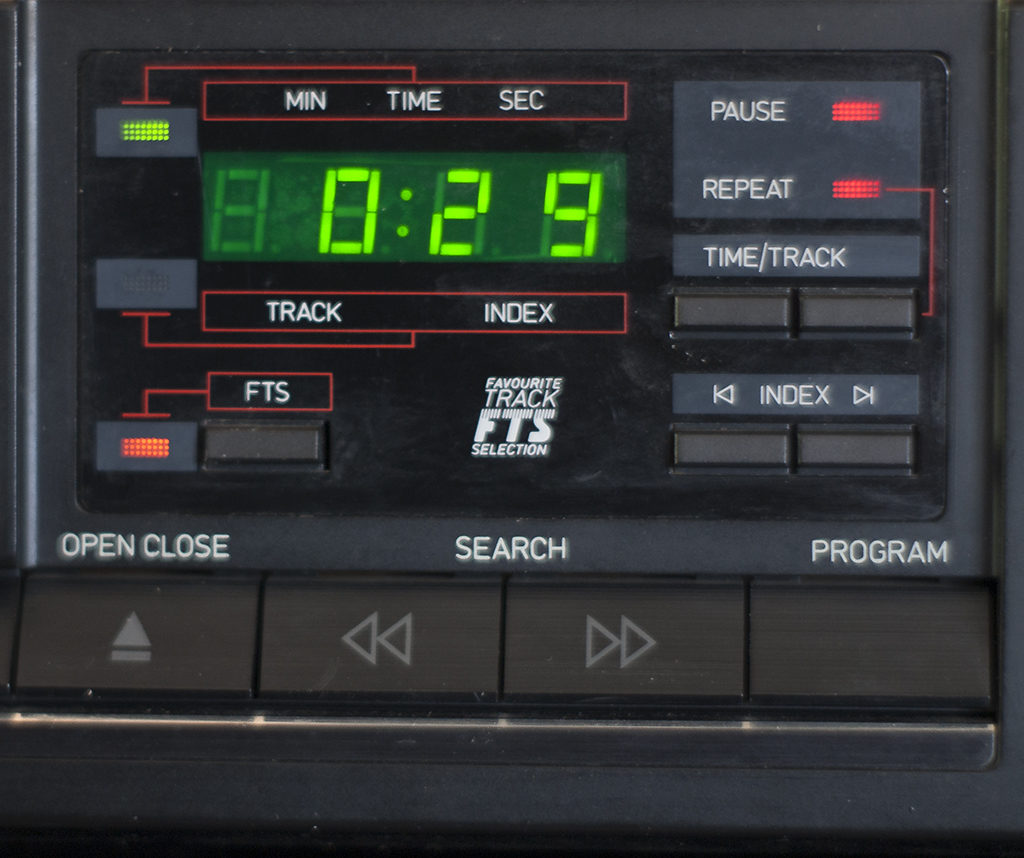 MIN TIME SEC
PAUSE
0:29
REPEAT
TIME/TRACK
TRACK INDEX
FTS
FAVOURITE
TRACK
FTS
SELECTION
INDEX
OPEN CLOSE SEARCH PROGRAM